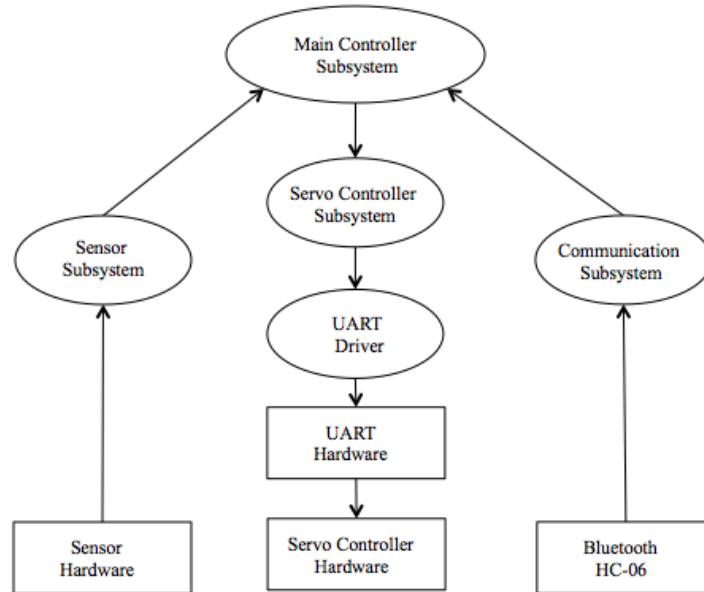 Main Controller
Subsystem
Servo Controller
Subsystem
Sensor
Subsystem
Communication
Subsystem
UART
Driver
UART
Hardware
Sensor
Hardware
Servo Controller
Hardware
Bluetooth
HC-06